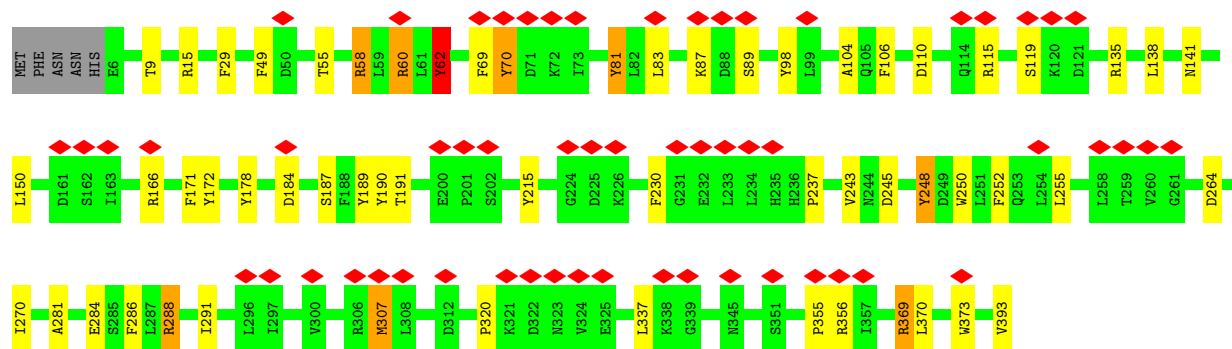 MET PHE ASN ASN HIS E6 T9 R15 F29 F49 D50 T55 R58 L59 R60 L61 Y62 F69 Y70 D71 K72 I73 Y81 L82 L83 K87 D88 S89 Y98 L99 A104 Q105 F106 D110 Q114 R115 S119 K120 D121 R135 L138 N141
L150 D161 S162 I163 R166 F171 Y172 Y178 D184 S187 F188 Y189 Y190 T191 E200 P201 S202 Y215 G224 D225 K226 F230 G231 E232 L233 L234 H235 H236 P237 V243 N244 D245 Y248 D249 W250 L251 F252 Q253 L254 L255 L258 T259 V260 G261 D264
I270 A281 E284 S285 F286 L287 R288 I291 L296 I297 V300 R306 M307 L308 D312 P320 K321 D322 N323 V324 E325 L337 K338 G339 N345 S351 P355 R356 I357 R369 L370 W373 V393